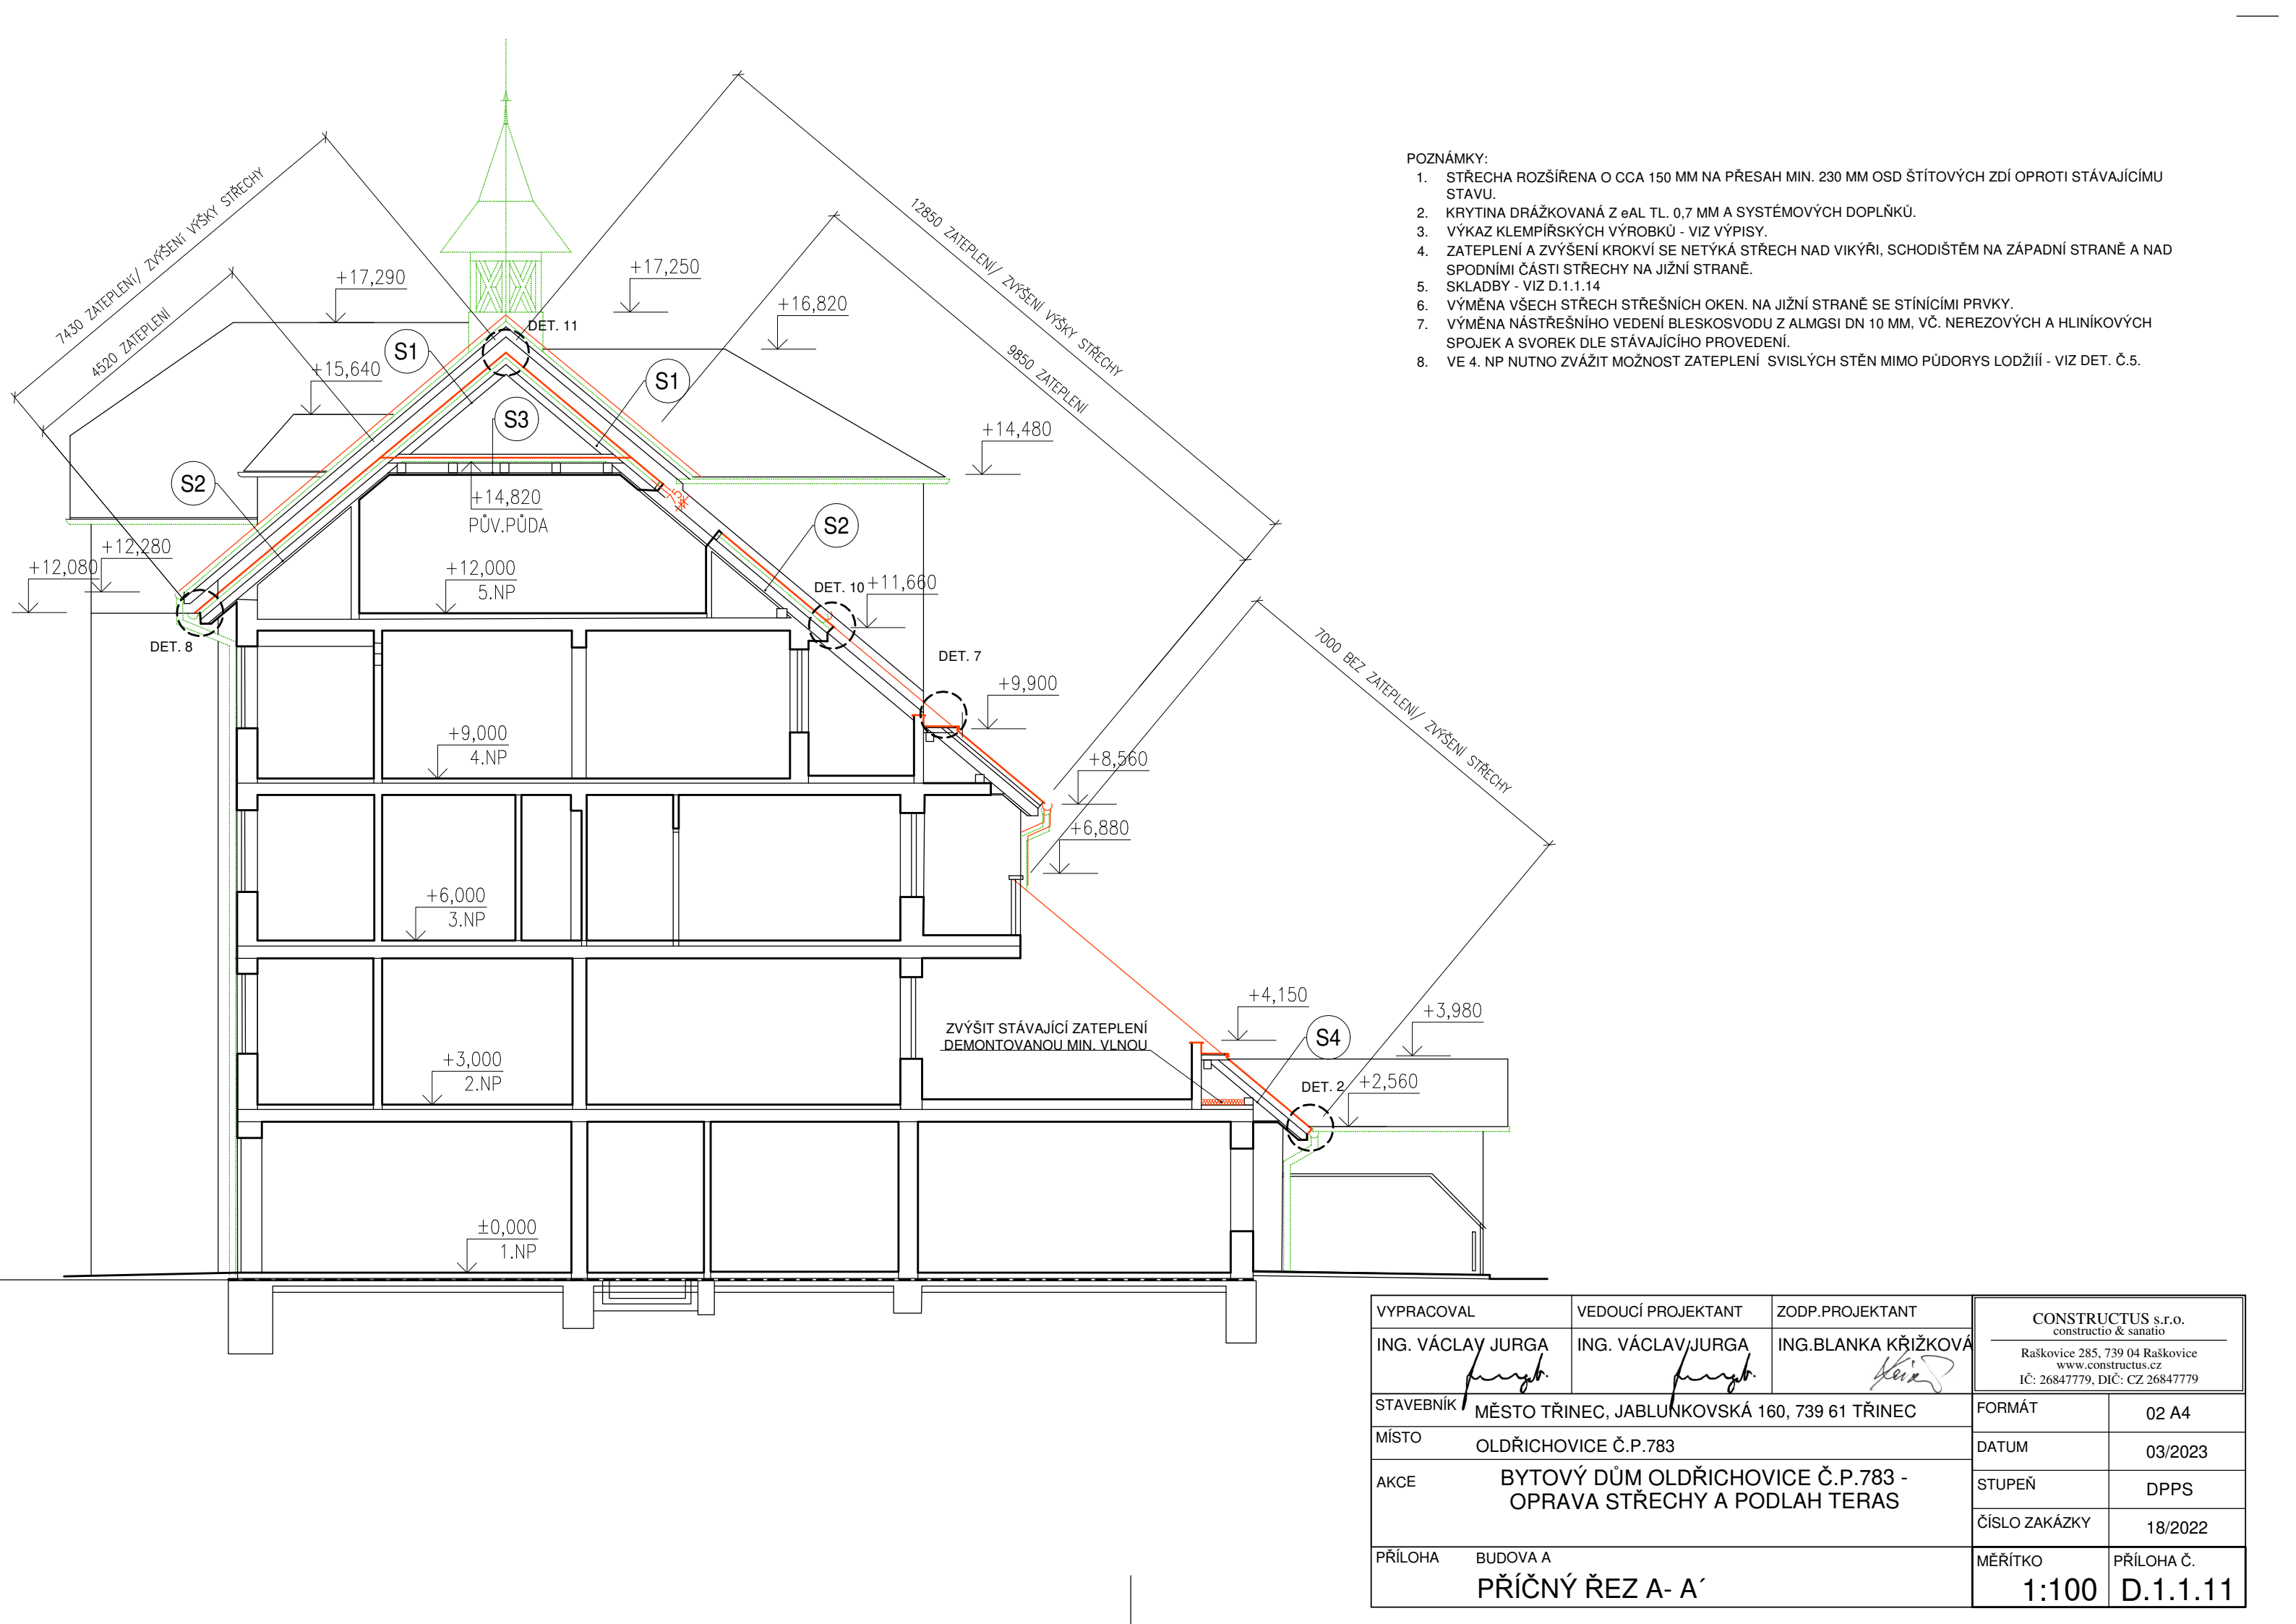 7430 ZATEPLENÍ/ ZVÝŠENÍ VÝŠKY STŘECHY
4520 ZATEPLENÍ
12850 ZATEPLENÍ/ ZVÝŠENÍ VÝŠKY STŘECHY
9850 ZATEPLENÍ
7000 BEZ ZATEPLENÍ/ ZVÝŠENÍ STŘECHY
POZNÁMKY:
1. STŘECHA ROZŠÍŘENA O CCA 150 MM NA PŘESAH MIN. 230 MM OSD ŠTÍTOVÝCH ZDÍ OPROTI STÁVAJÍCÍMU
STAVU.
2. KRYTINA DRÁŽKOVANÁ Z eAL TL. 0,7 MM A SYSTÉMOVÝCH DOPLŇKŮ.
3. VÝKAZ KLEMPÍŘSKÝCH VÝROBKŮ - VIZ VÝPISY.
4. ZATEPLENÍ A ZVÝŠENÍ KROKVÍ SE NETÝKÁ STŘECH NAD VIKÝŘI, SCHODIŠTĚM NA ZÁPADNÍ STRANĚ A NAD
SPODNÍMI ČÁSTI STŘECHY NA JIŽNÍ STRANĚ.
5. SKLADBY - VIZ D.1.1.14
6. VÝMĚNA VŠECH STŘECH STŘEŠNÍCH OKEN. NA JIŽNÍ STRANĚ SE STÍNÍCÍMI PRVKY.
7. VÝMĚNA NÁSTŘEŠNÍHO VEDENÍ BLESKOSVODU Z ALMGSI DN 10 MM, VČ. NEREZOVÝCH A HLINÍKOVÝCH
SPOJEK A SVOREK DLE STÁVAJÍCÍHO PROVEDENÍ.
8. VE 4. NP NUTNO ZVÁŽIT MOŽNOST ZATEPLENÍ SVISLÝCH STĚN MIMO PŮDORYS LODŽIÍÍ - VIZ DET. Č.5.
+17,290
+17,250
+16,820
DET. 11
S1
+15,640
S1
S3
+14,480
S2
+14,820
PŮV.PŮDA
S2
+12,280
+12,080
+12,000
5.NP
DET. 10
+11,660
DET. 8
DET. 7
+9,900
+9,000
4.NP
+8,560
+6,880
+6,000
3.NP
+4,150
+3,980
ZVÝŠIT STÁVAJÍCÍ ZATEPLENÍ
DEMONTOVANOU MIN. VLNOU
S4
+3,000
2.NP
DET. 2
+2,560
±0,000
1.NP
VYPRACOVAL
VEDOUCÍ PROJEKTANT
ZODP.PROJEKTANT
ING. VÁCLAV JURGA
ING. VÁCLAV JURGA
ING.BLANKA KŘIŽKOVÁ
CONSTRUCTUS s.r.o.
constructio & sanatio
Raškovice 285, 739 04 Raškovice
www.constructus.cz
IČ: 26847779, DIČ: CZ 26847779
STAVEBNÍK MĚSTO TŘINEC, JABLUNKOVSKÁ 160, 739 61 TŘINEC
FORMÁT 02 A4
MÍSTO OLDŘICHOVICE Č.P.783
DATUM 03/2023
AKCE BYTOVÝ DŮM OLDŘICHOVICE Č.P.783 -
OPRAVA STŘECHY A PODLAH TERAS
STUPEŇ DPPS
ČÍSLO ZAKÁZKY 18/2022
PŘÍLOHA BUDOVA A
PŘÍČNÝ ŘEZ A- A´
MĚŘÍTKO
1:100
PŘÍLOHA Č.
D.1.1.11